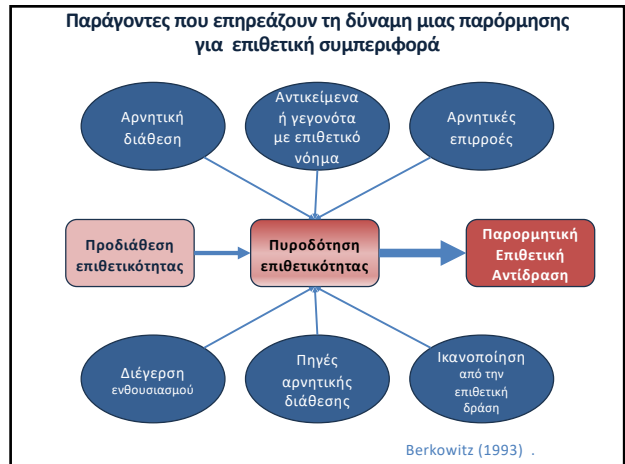 Παράγοντες που επηρεάζουν τη δύναμη μιας παρόρμησης
για επιθετική συμπεριφορά
Αρνητική
διάθεση
Αντικείμενα
ή γεγονότα
με επιθετικό
νόημα
Αρνητικές
επιρροές
Προδιάθεση
επιθετικότητας
Πυροδότηση
επιθετικότητας
Παρορμητική
Επιθετική
Αντίδραση
Διέγερση
ενθουσιασμού
Πηγές
αρνητικής
διάθεσης
Ικανοποίηση
από την
επιθετική
δράση
Berkowitz (1993) .